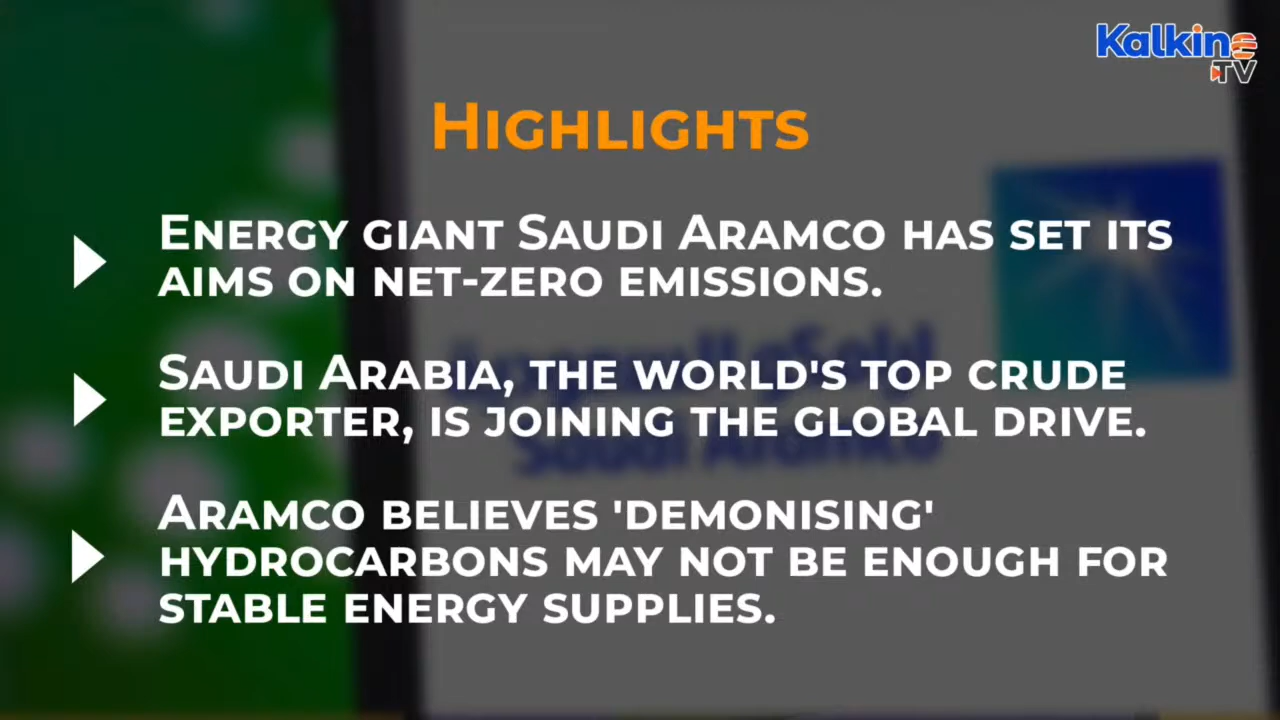 Kalkine
TV
Highlights
Energy giant Saudi Aramco has set its
aims on net-zero emissions.
Saudi Arabia, the world's top crude
exporter, is joining the global drive.
Aramco believes 'demonising'
hydrocarbons may not be enough for
stable energy supplies.
Saudi Aramco